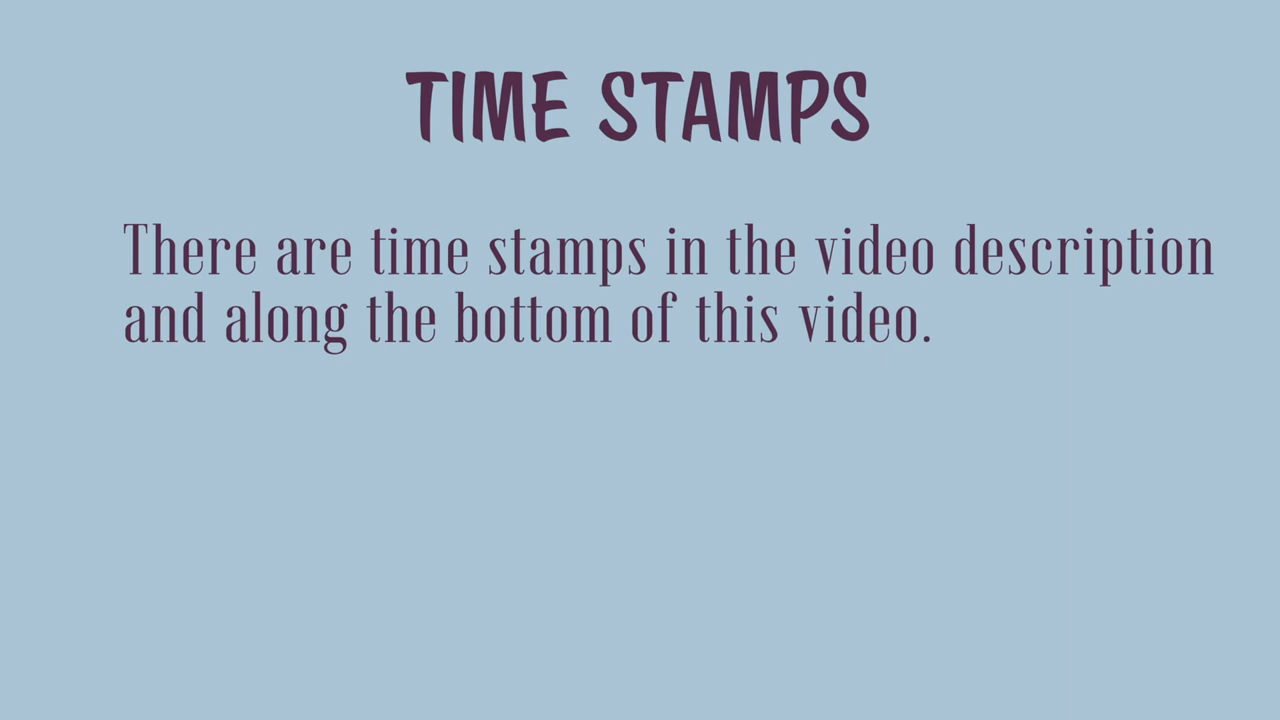 TIME STAMPS
There are time stamps in the video description
and along the bottom of this video.